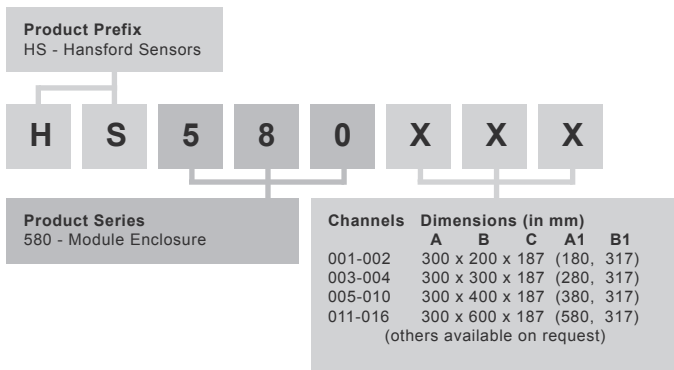 Product Prefix
HS - Hansford Sensors
H S 5 8 0 X X X
Product Series
580 - Module Enclosure
Channels Dimensions (in mm)
A B C A1 B1
001-002 300 x 200 x 187 (180, 317)
003-004 300 x 300 x 187 (280, 317)
005-010 300 x 400 x 187 (380, 317)
011-016 300 x 600 x 187 (580, 317)
(others available on request)